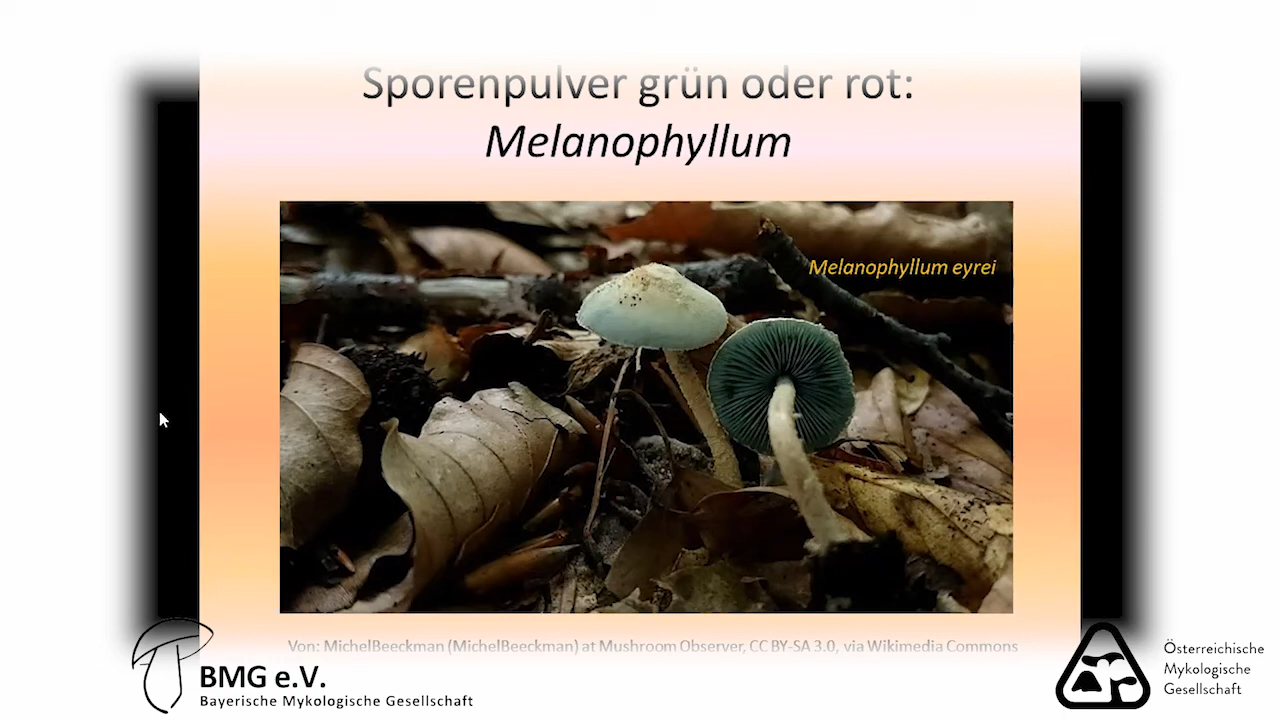 Sporenpulver grün oder rot:
Melanophyllum
Melanophyllum eyrei
Von: MichelBeeckman (MichelBeeckman) at Mushroom Observer, CC BY-SA 3.0, via Wikimedia Commons
BMG e.V.
Bayerische Mykologische Gesellschaft
Österreichische
Mykologische
Gesellschaft